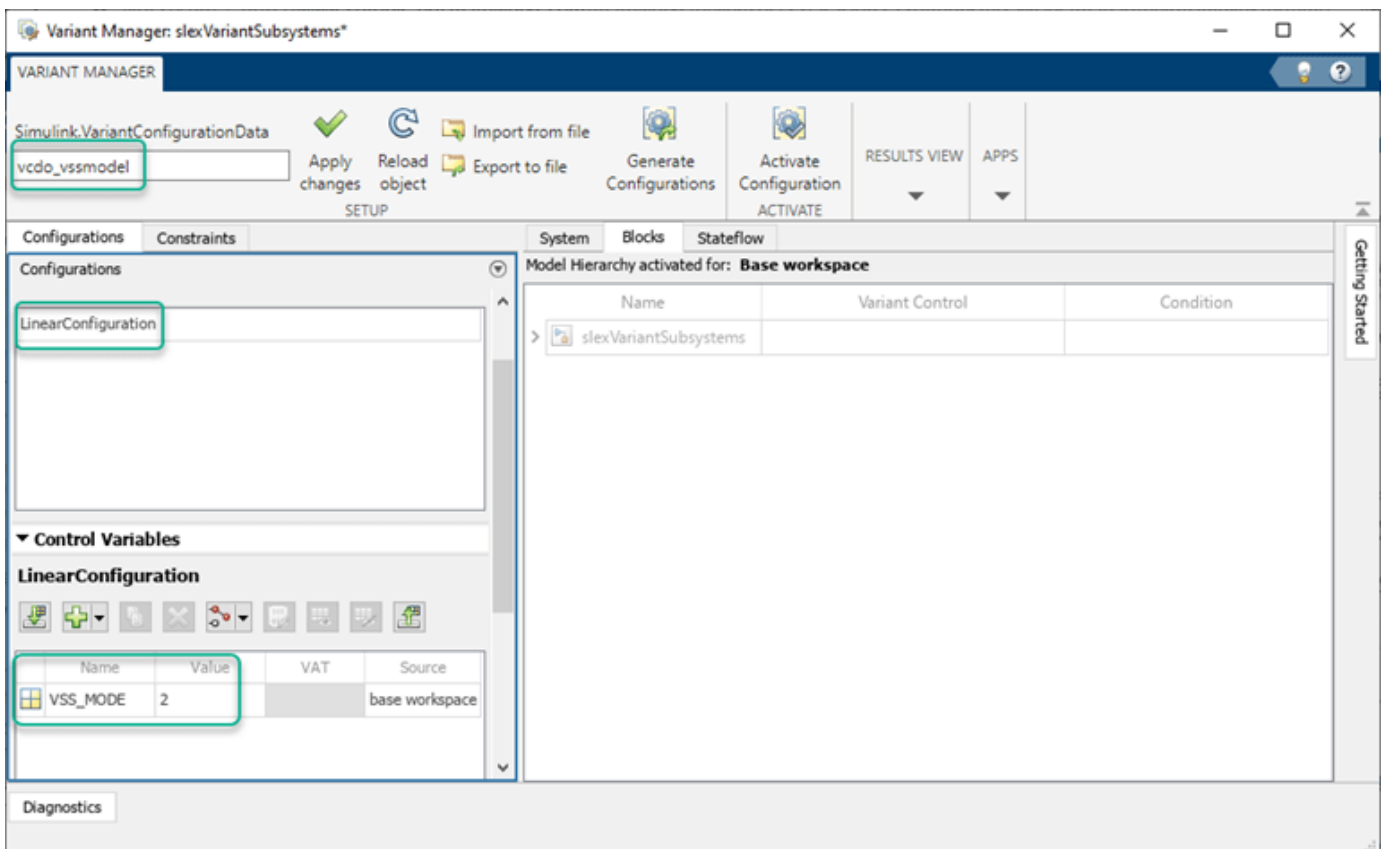 Variant Manager: slexVariantSubsystems*
VARIANT MANAGER
Simulink.VariantConfigurationData
vcdo_vssmodel
Apply changes
Reload object
Import from file
Export to file
SETUP
Generate Configurations
Activate Configuration
ACTIVATE
RESULTS VIEW
APPS
Configurations Constraints
Configurations
LinearConfiguration
Control Variables
LinearConfiguration
Name Value VAT Source
VSS_MODE 2 base workspace
System Blocks Stateflow
Model Hierarchy activated for: Base workspace
Name Variant Control Condition
slexVariantSubsystems
Getting Started
Diagnostics